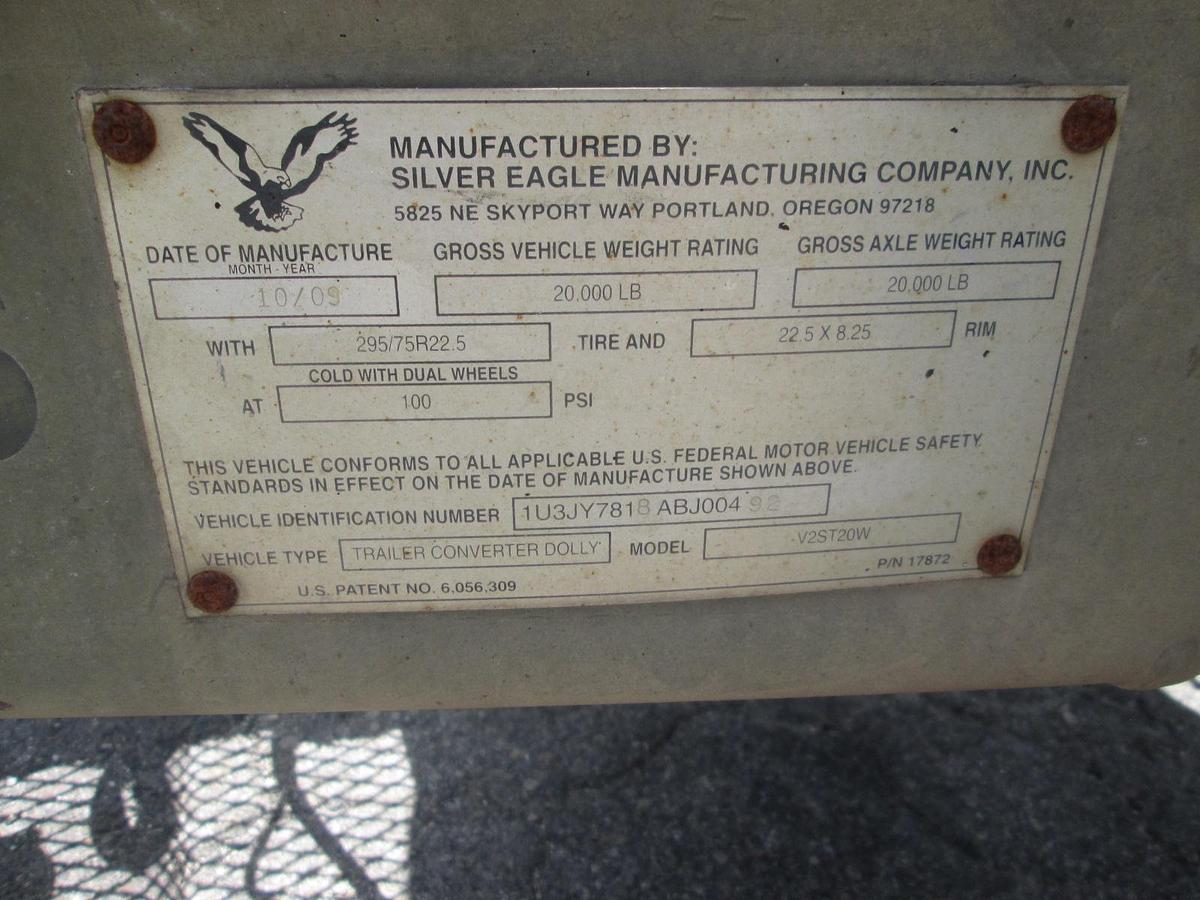 MANUFACTURED BY:
SILVER EAGLE MANUFACTURING COMPANY, INC.
5825 NE SKYPORT WAY PORTLAND, OREGON 97218
DATE OF MANUFACTURE GROSS VEHICLE WEIGHT RATING GROSS AXLE WEIGHT RATING
MONTH - YEAR
10/09 20,000 LB 20,000 LB
WITH 295/75R22.5 TIRE AND 22.5 X 8.25 RIM
COLD WITH DUAL WHEELS
AT 100 PSI
THIS VEHICLE CONFORMS TO ALL APPLICABLE U.S. FEDERAL MOTOR VEHICLE SAFETY
STANDARDS IN EFFECT ON THE DATE OF MANUFACTURE SHOWN ABOVE.
VEHICLE IDENTIFICATION NUMBER 1U3JY7818ABJ00492
VEHICLE TYPE TRAILER CONVERTER DOLLY MODEL V2ST20W
U.S. PATENT NO. 6,056,309 P/N 17872